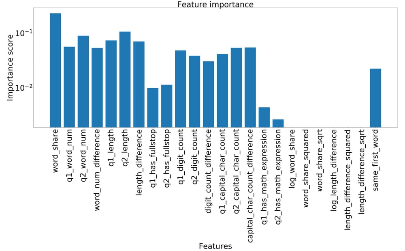 Feature importance
Importance score
10⁻¹
10⁻²
word_share
q1_word_num
q2_word_num
word_num_difference
q1_length
q2_length
length_difference
q1_has_fullstop
q2_has_fullstop
q1_digit_count
q2_digit_count
digit_count_difference
q1_capital_char_count
q2_capital_char_count
capital_char_count_difference
q1_has_math_expression
q2_has_math_expression
log_word_share
word_share_squared
word_share_sqrt
log_length_difference
length_difference_squared
length_difference_sqrt
same_first_word
Features